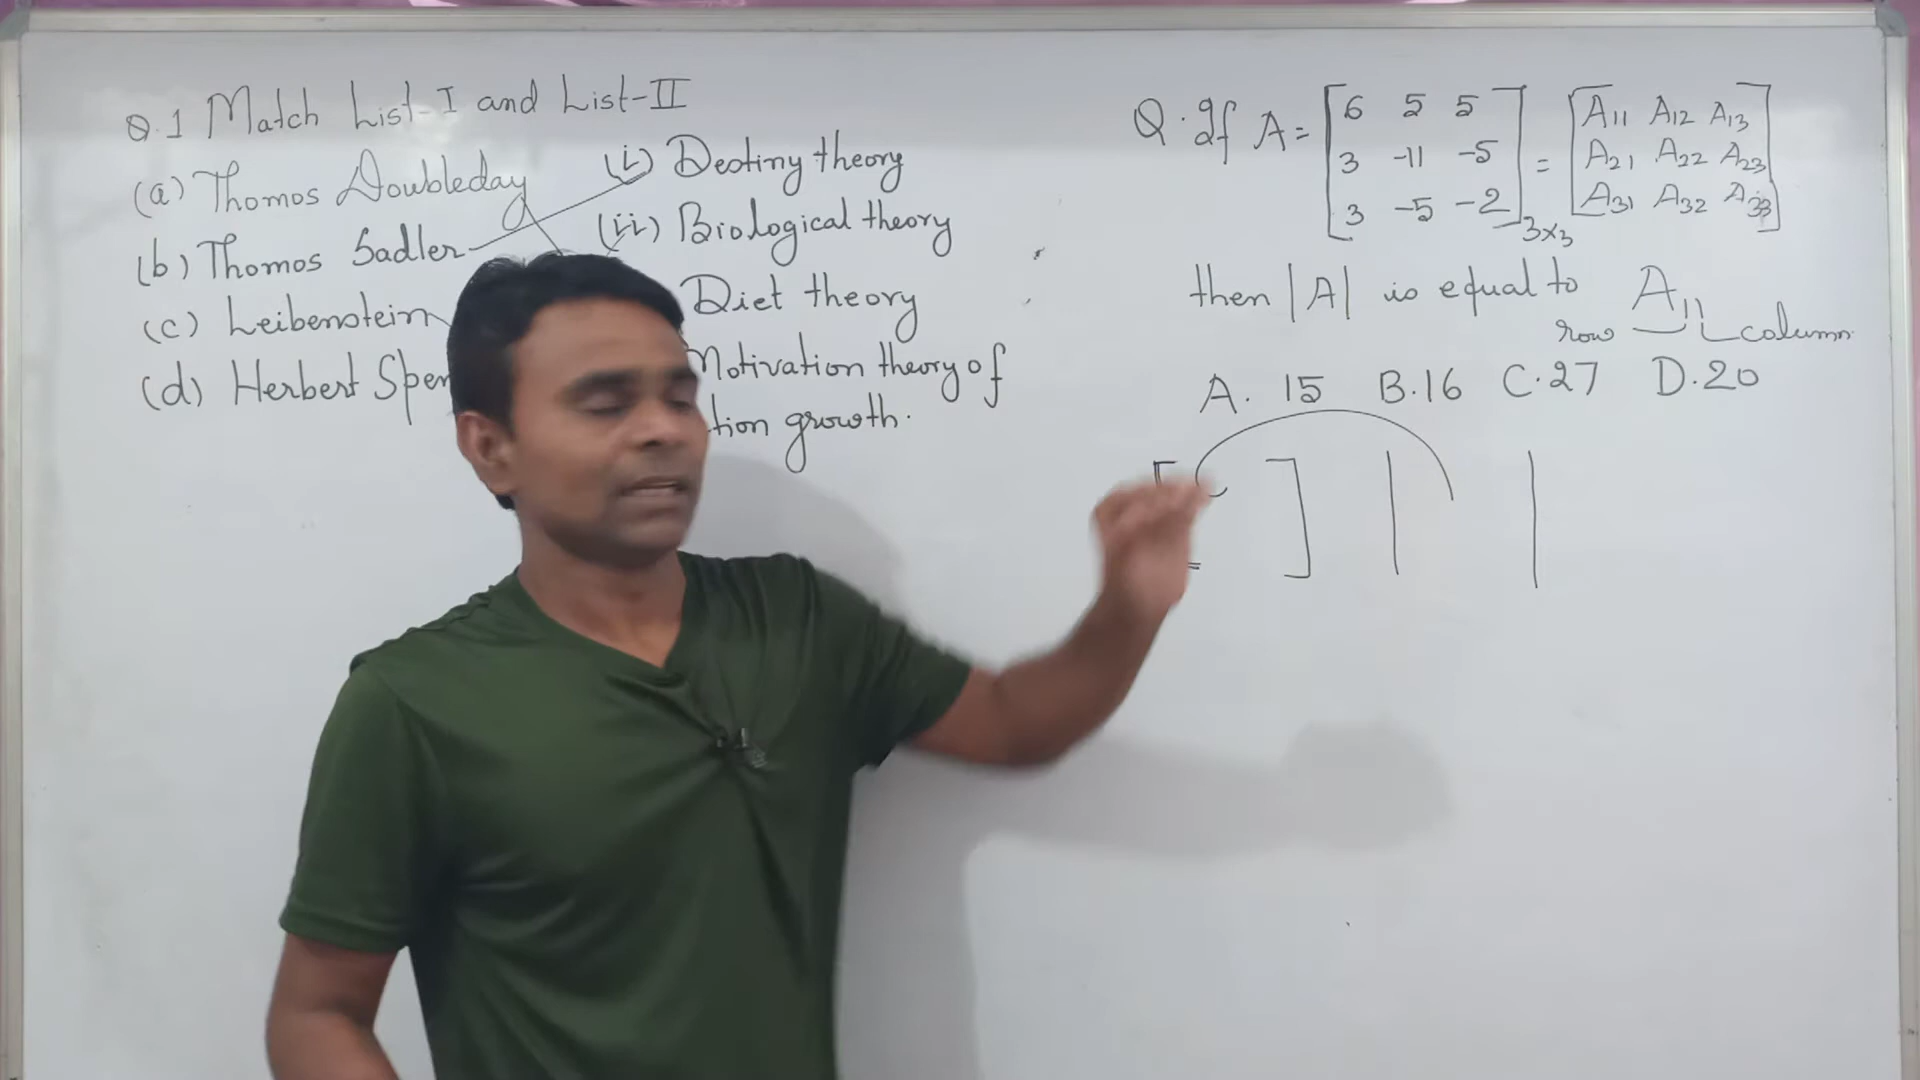 Q.1 Match List-I and List-II
(a) Thomos Doubleday (i) Destiny theory
(b) Thomos Sadler (ii) Biological theory
(c) Leibenstein Diet theory
(d) Herbert Spen Motivation theory of
tion growth.
Q. If A = [6 5 5 = [A11 A12 A13
3 -11 -5 A21 A22 A23
3 -5 -2]3x3 A31 A32 A33]
then |A| is equal to A11
row column
A. 15 B. 16 C. 27 D. 20